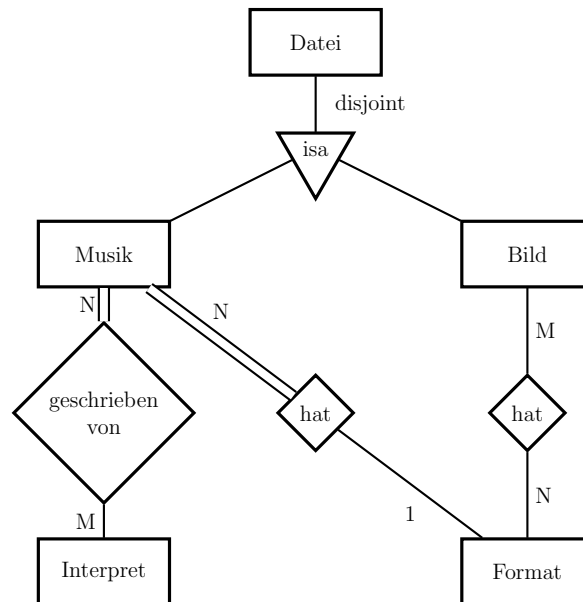 Datei
disjoint
isa
Musik
Bild
N
N
M
geschrieben
von
hat
hat
M
1
N
Interpret
Format